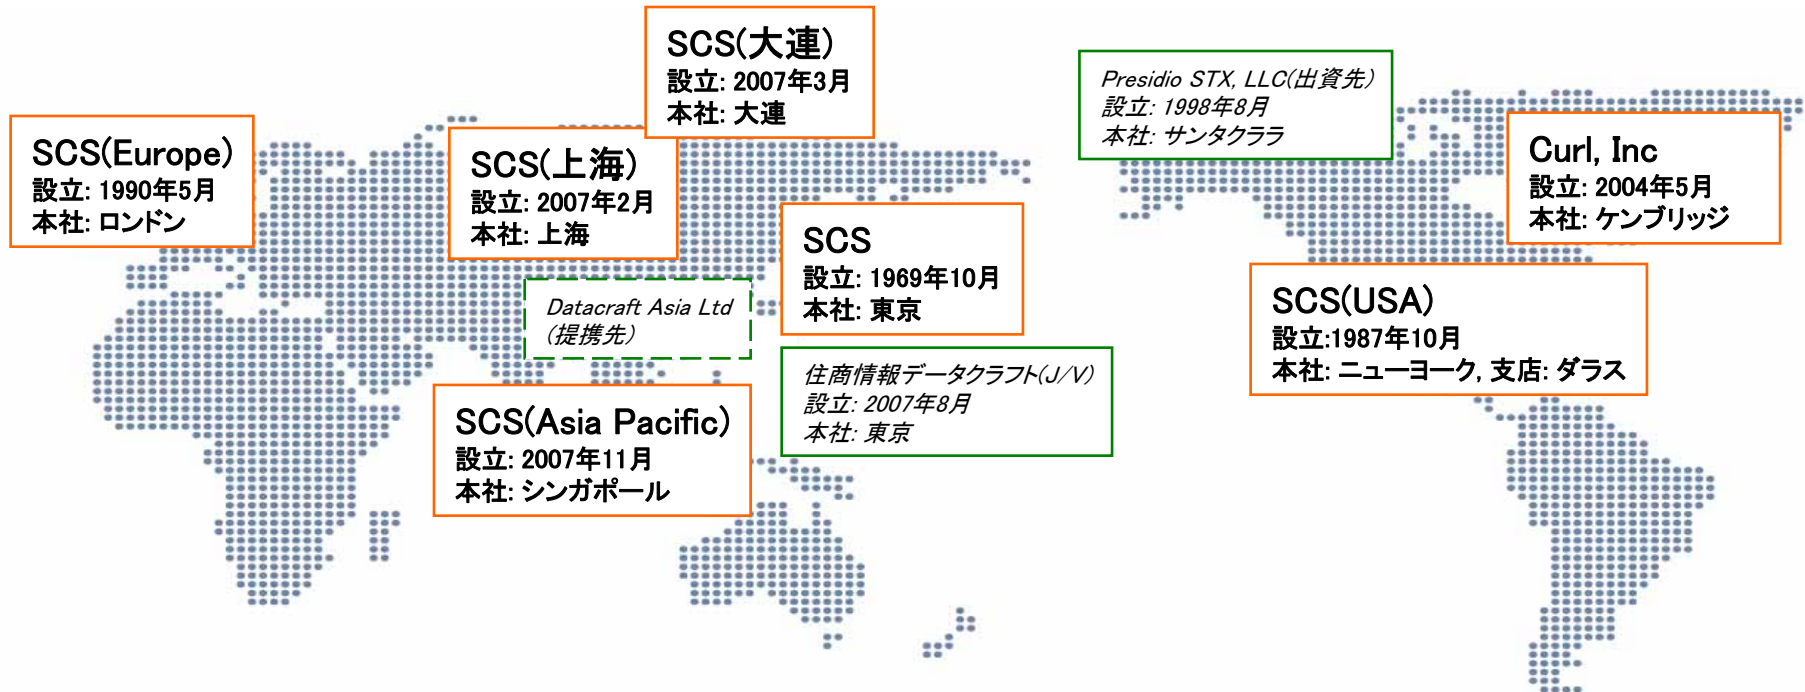 SCS(大連)
設立: 2007年3月
本社: 大連
Presidio STX, LLC(出資先)
設立: 1998年8月
本社: サンタクララ
SCS(Europe)
設立: 1990年5月
本社: ロンドン
SCS(上海)
設立: 2007年2月
本社: 上海
Curl, Inc
設立: 2004年5月
本社: ケンブリッジ
SCS
設立: 1969年10月
本社: 東京
Datacraft Asia Ltd
(提携先)
SCS(USA)
設立:1987年10月
本社: ニューヨーク, 支店: ダラス
住商情報データクラフト(J/V)
設立: 2007年8月
本社: 東京
SCS(Asia Pacific)
設立: 2007年11月
本社: シンガポール